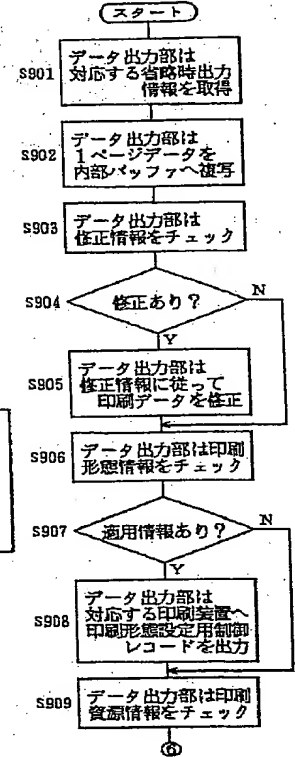 スタート
S901
データ出力部は
対応する省略時出力
情報を取得
S902
データ出力部は
1ページデータを
内部バッファへ複写
S903
データ出力部は
修正情報をチェック
S904
修正あり?
N
Y
S905
データ出力部は
修正情報に従って
印刷データを修正
S906
データ出力部は印刷
形態情報をチェック
S907
適用情報あり?
N
Y
S908
データ出力部は
対応する印刷装置へ
印刷形態設定用制御
レコードを出力
S909
データ出力部は印刷
資源情報をチェック
⑥